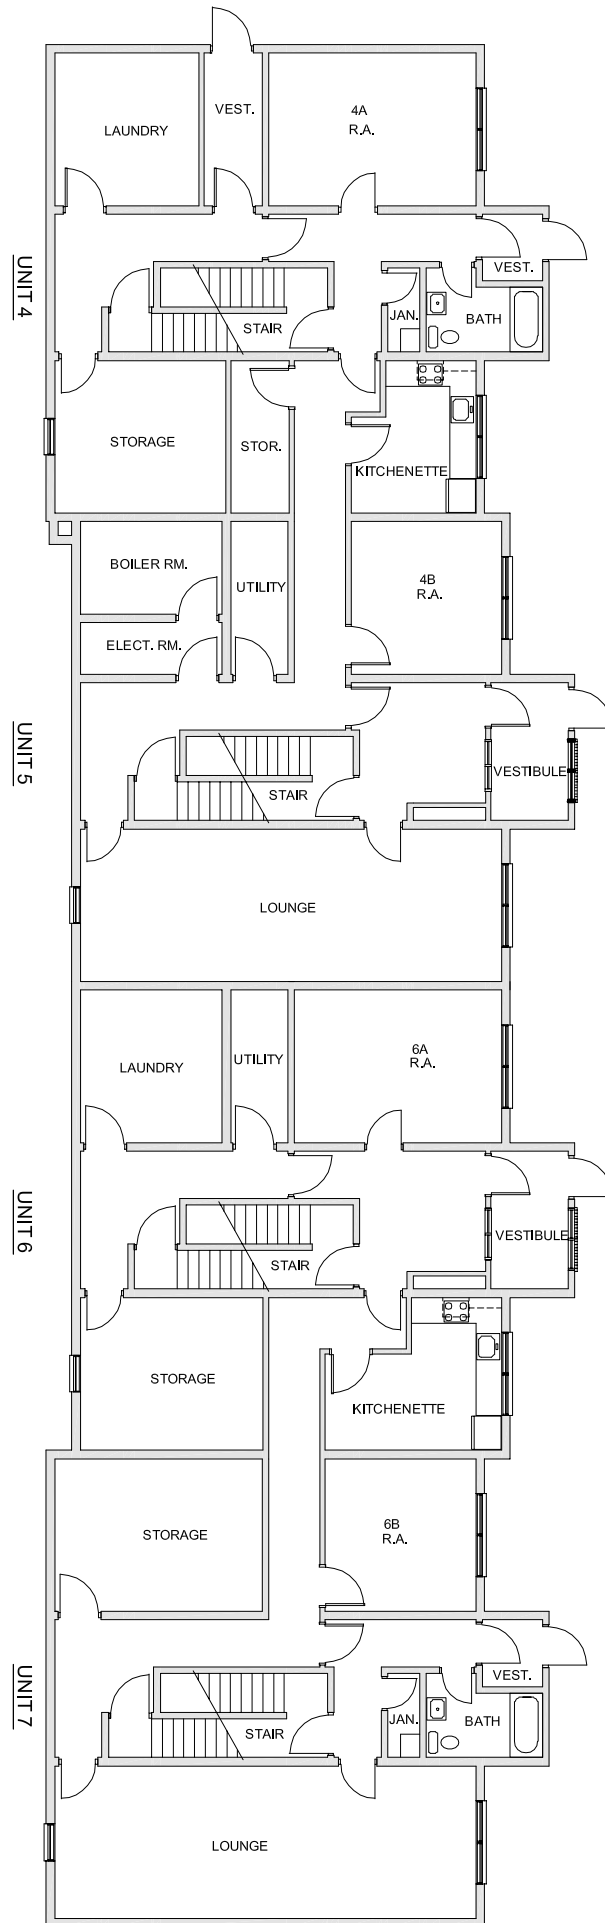 LAUNDRY
VEST.
4A
R.A.
UNIT 4
VEST.
STAIR
JAN.
BATH
STORAGE
STOR.
KITCHENETTE
BOILER RM.
UTILITY
4B
R.A.
ELECT. RM.
UNIT 5
STAIR
VESTIBULE
LOUNGE
LAUNDRY
UTILITY
6A
R.A.
UNIT 6
STAIR
VESTIBULE
STORAGE
KITCHENETTE
STORAGE
6B
R.A.
UNIT 7
VEST.
STAIR
JAN.
BATH
LOUNGE